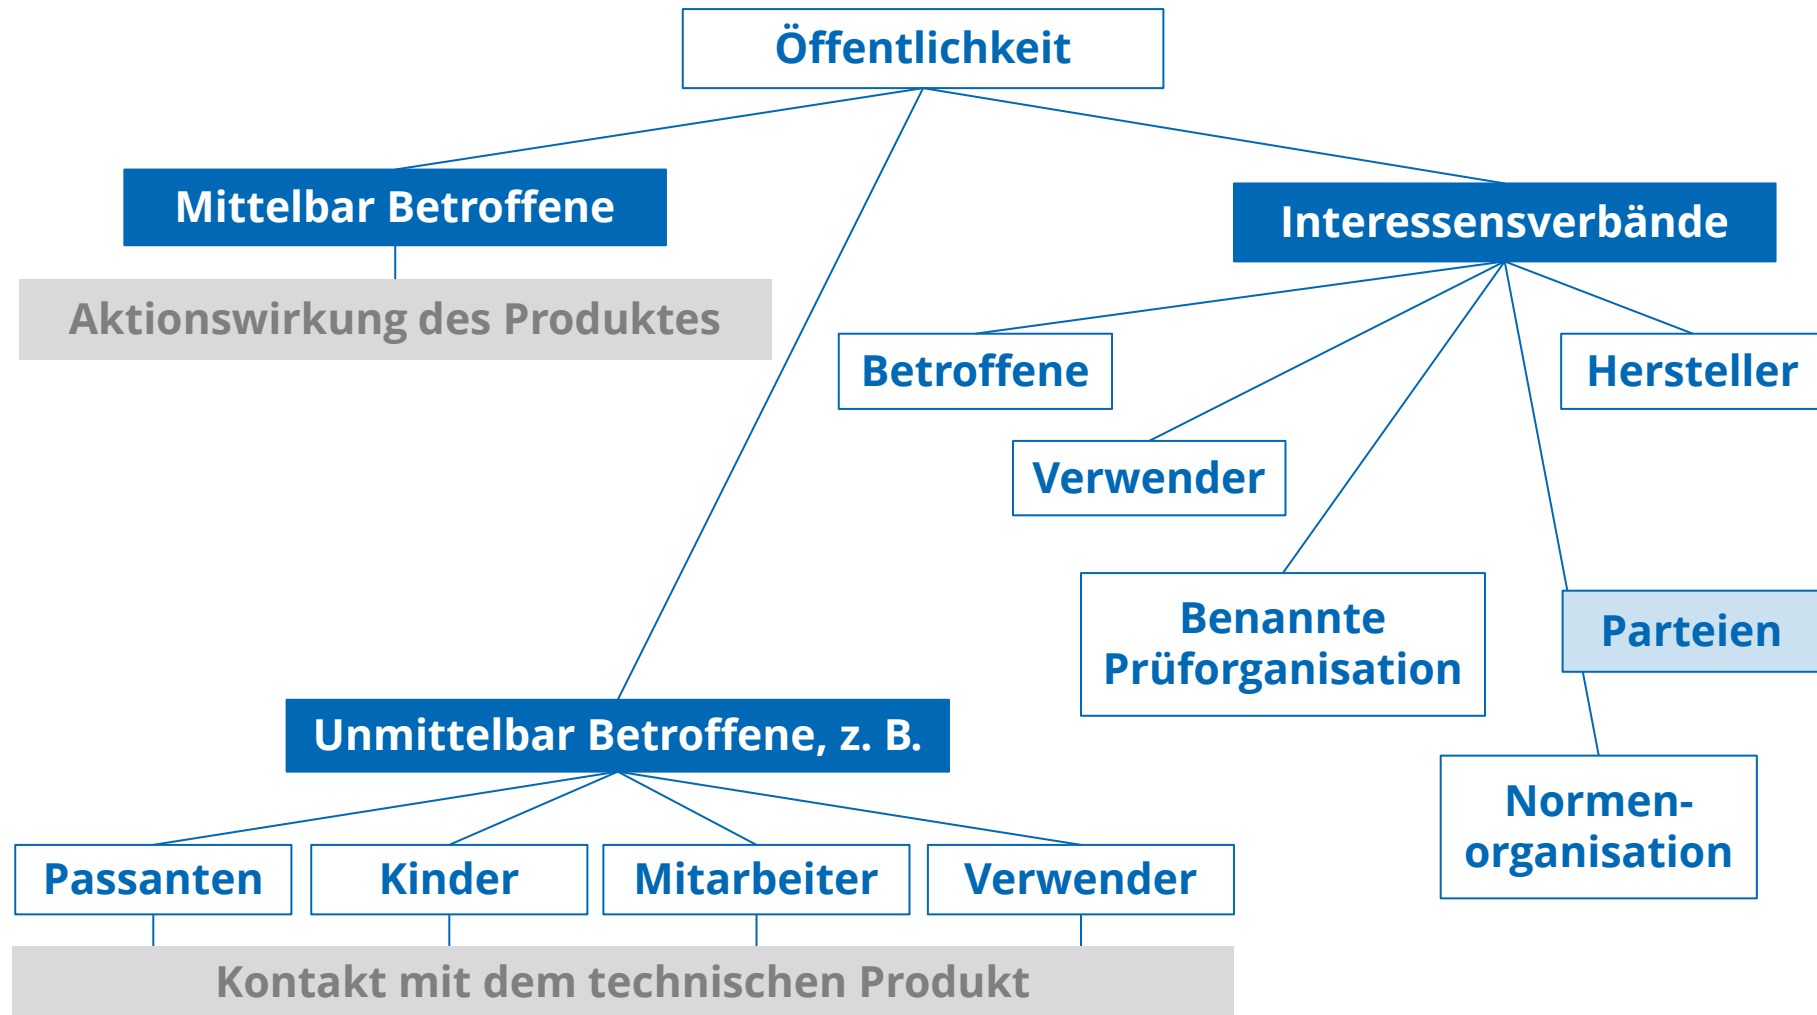 Öffentlichkeit
Mittelbar Betroffene
Interessensverbände
Aktionswirkung des Produktes
Betroffene
Hersteller
Verwender
Benannte
Prüforganisation
Parteien
Unmittelbar Betroffene, z. B.
Normen-
organisation
Passanten
Kinder
Mitarbeiter
Verwender
Kontakt mit dem technischen Produkt